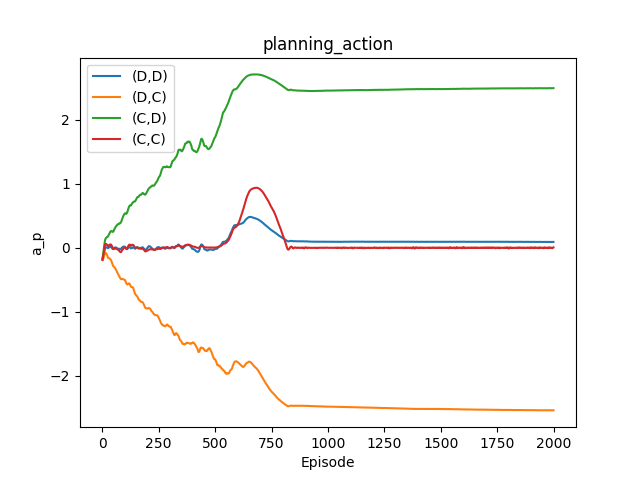 planning_action
(D,D)
(D,C)
(C,D)
(C,C)
a_p
2
1
0
−1
−2
0
250
500
750
1000
1250
1500
1750
2000
Episode